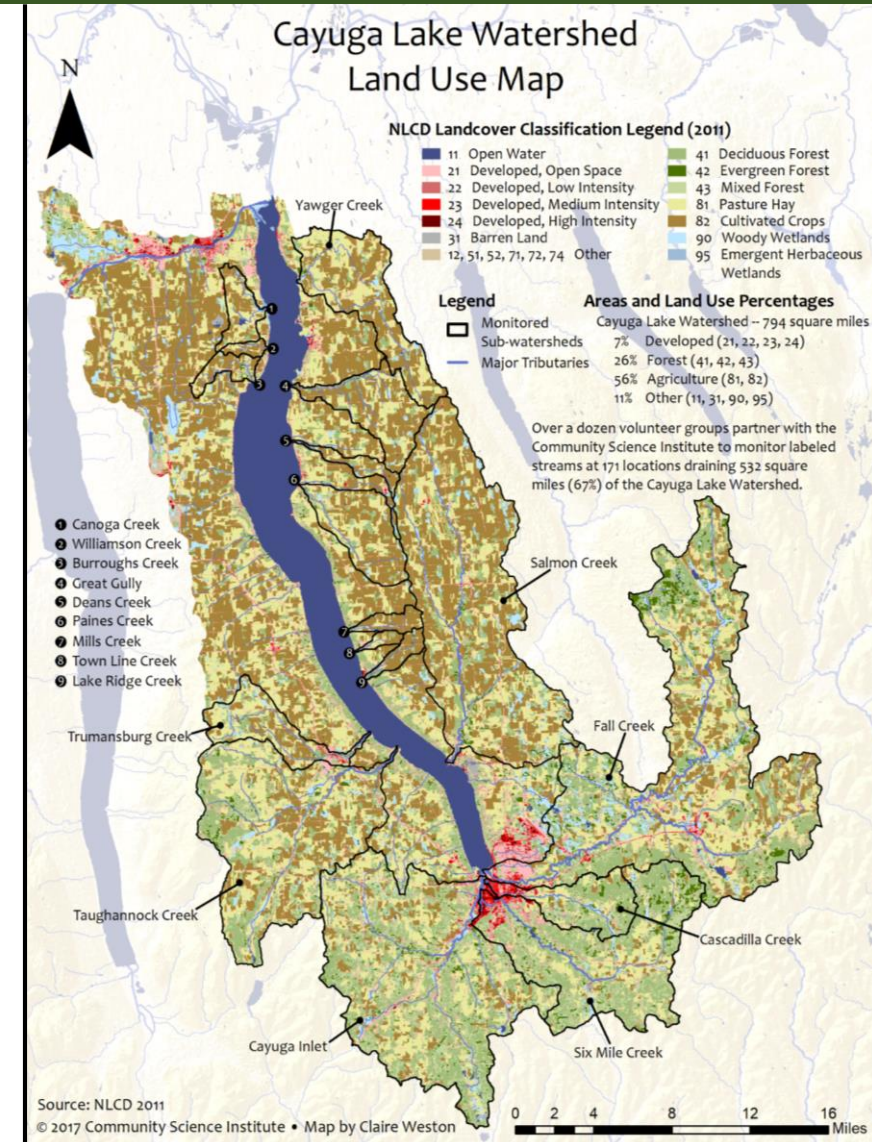 Cayuga Lake Watershed
Land Use Map
N
NLCD Landcover Classification Legend (2011)
11 Open Water
21 Developed, Open Space
22 Developed, Low Intensity
23 Developed, Medium Intensity
24 Developed, High Intensity
31 Barren Land
12, 51, 52, 71, 72, 74 Other
41 Deciduous Forest
42 Evergreen Forest
43 Mixed Forest
81 Pasture Hay
82 Cultivated Crops
90 Woody Wetlands
95 Emergent Herbaceous
Wetlands
Legend
Monitored
Sub-watersheds
Major Tributaries
Areas and Land Use Percentages
Cayuga Lake Watershed -- 794 square miles
7% Developed (21, 22, 23, 24)
26% Forest (41, 42, 43)
56% Agriculture (81, 82)
11% Other (11, 31, 90, 95)
Over a dozen volunteer groups partner with the
Community Science Institute to monitor labeled
streams at 171 locations draining 532 square
miles (67%) of the Cayuga Lake Watershed.
Yawger Creek
1
2
3
4
5
6
7
8
9
1 Canoga Creek
2 Williamson Creek
3 Burroughs Creek
4 Great Gully
5 Deans Creek
6 Paines Creek
7 Mills Creek
8 Town Line Creek
9 Lake Ridge Creek
Salmon Creek
Trumansburg Creek
Fall Creek
Taughannock Creek
Cascadilla Creek
Cayuga Inlet
Six Mile Creek
Source: NLCD 2011
© 2017 Community Science Institute • Map by Claire Weston
0 2 4 8 12 16
Miles